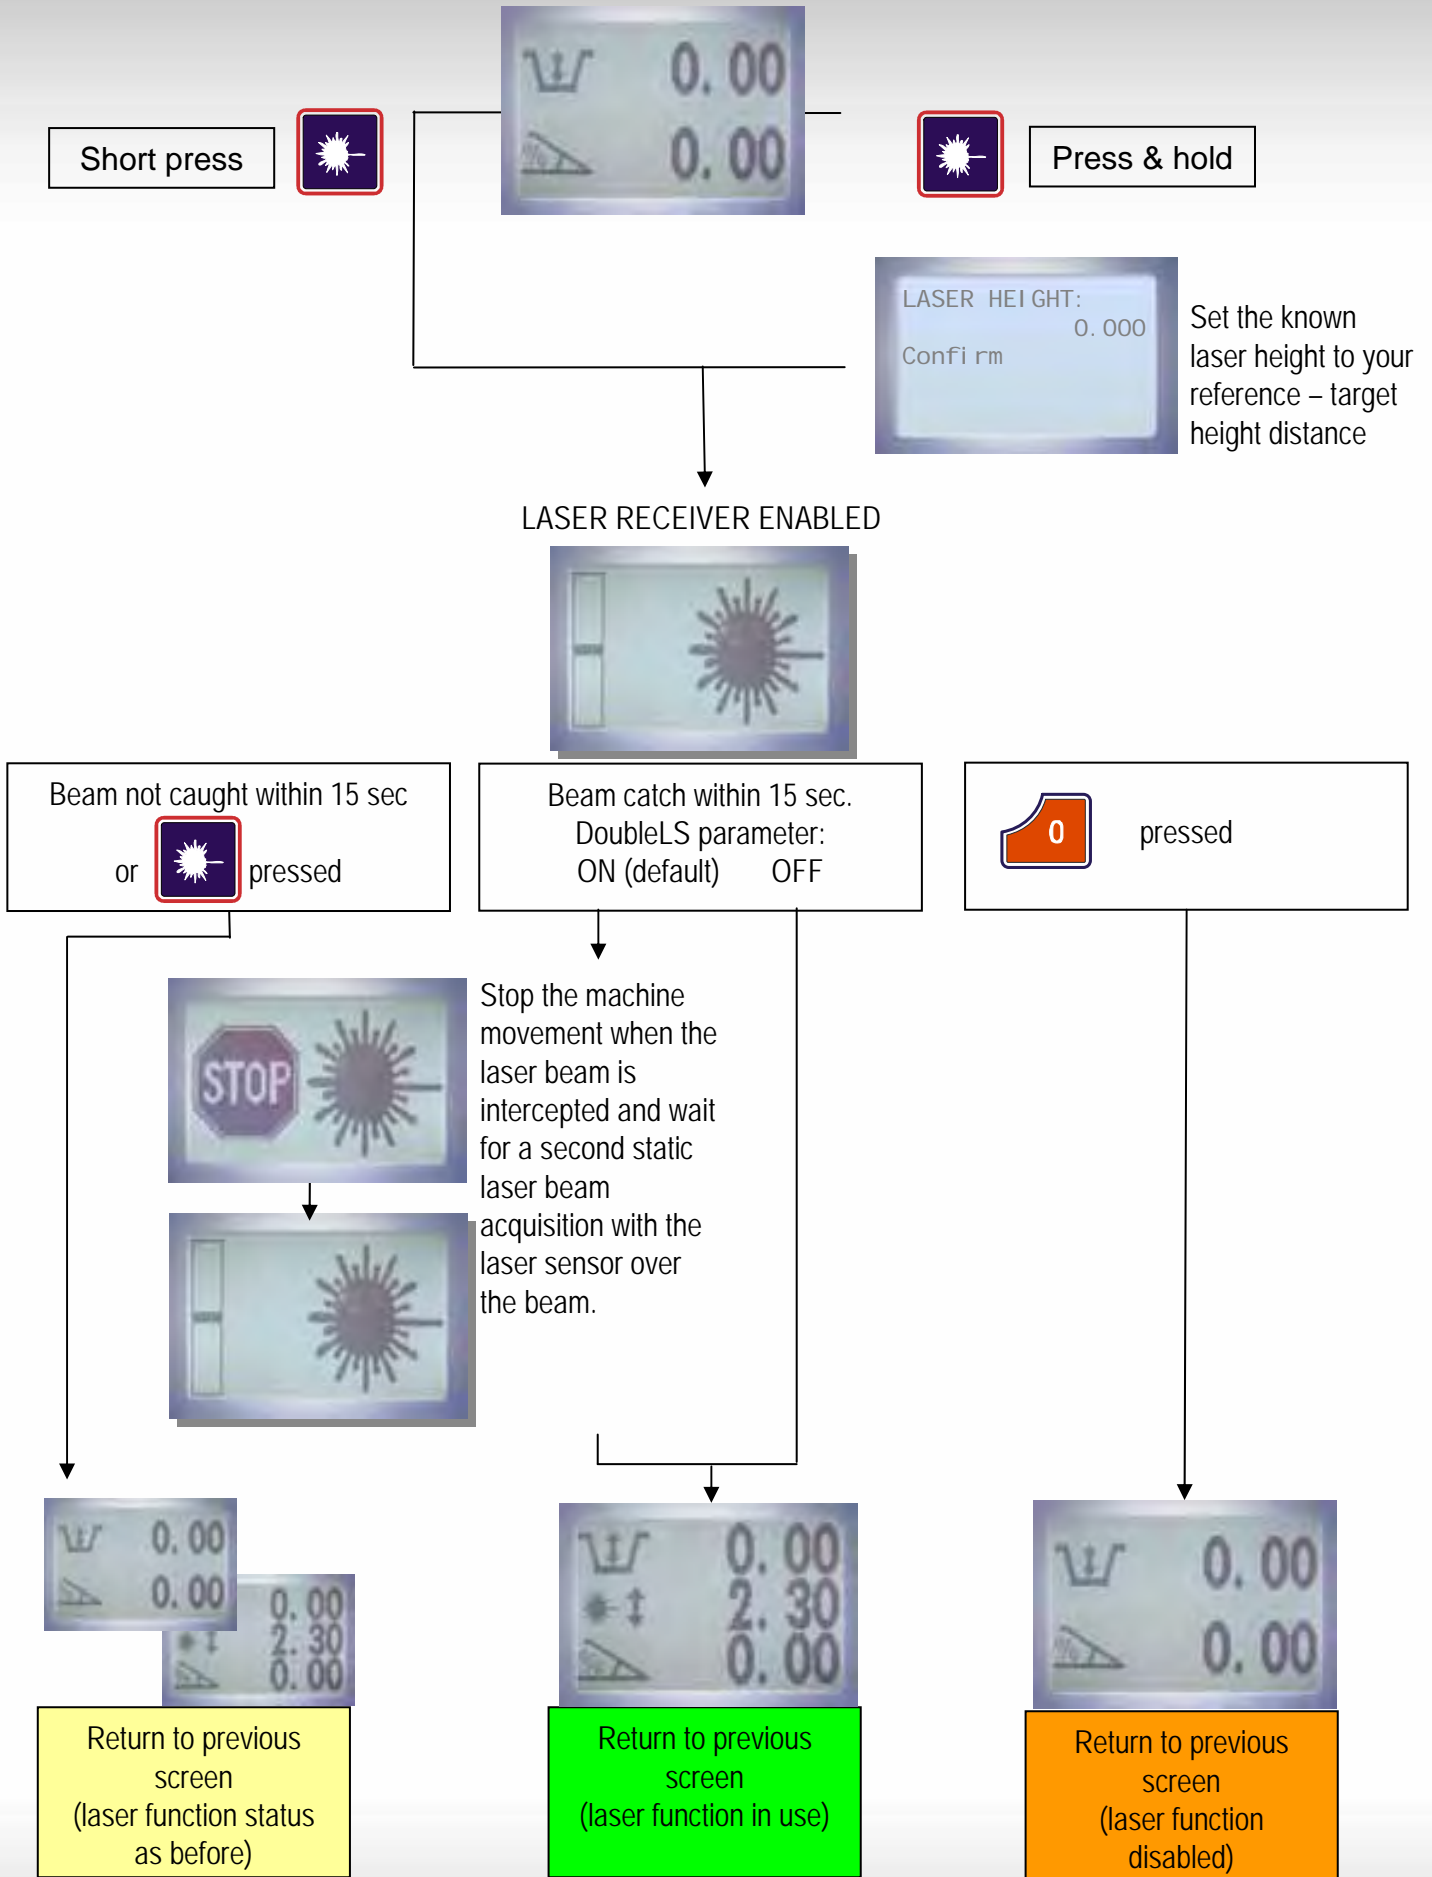 0.00
0.00
Short press
Press & hold
LASER HEIGHT:
0.000
Confirm
Set the known
laser height to your
reference – target
height distance
LASER RECEIVER ENABLED
Beam not caught within 15 sec
or pressed
Beam catch within 15 sec.
DoubleLS parameter:
ON (default) OFF
0 pressed
STOP
Stop the machine
movement when the
laser beam is
intercepted and wait
for a second static
laser beam
acquisition with the
laser sensor over
the beam.
0.00
0.00
0.00
2.30
0.00
Return to previous
screen
(laser function status
as before)
0.00
2.30
% 0.00
Return to previous
screen
(laser function in use)
0.00
% 0.00
Return to previous
screen
(laser function
disabled)